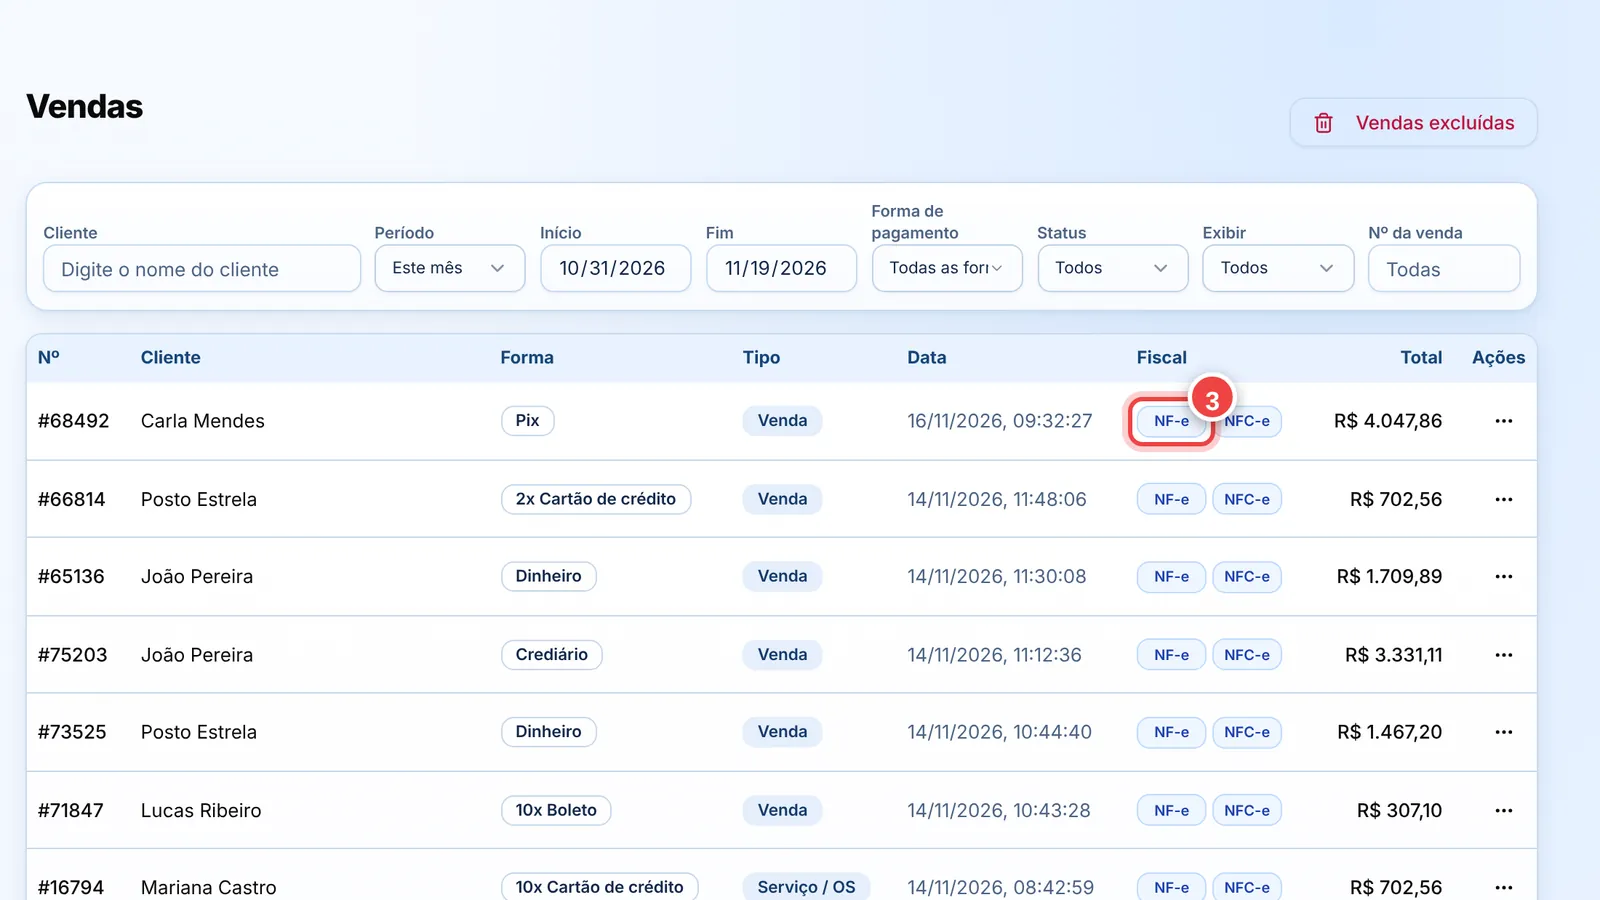 Vendas
Vendas excluídas
Cliente
Período
Início
Fim
Forma de
pagamento
Status
Exibir
Nº da venda
Digite o nome do cliente
Este mês
10/31/2026
11/19/2026
Todas as for
Todos
Todos
Todas
Nº Cliente Forma Tipo Data Fiscal Total Ações
3
#68492 Carla Mendes Pix Venda 16/11/2026, 09:32:27 NF-e NFC-e R$ 4.047,86
#66814 Posto Estrela 2x Cartão de crédito Venda 14/11/2026, 11:48:06 NF-e NFC-e R$ 702,56
#65136 João Pereira Dinheiro Venda 14/11/2026, 11:30:08 NF-e NFC-e R$ 1.709,89
#75203 João Pereira Crediário Venda 14/11/2026, 11:12:36 NF-e NFC-e R$ 3.331,11
#73525 Posto Estrela Dinheiro Venda 14/11/2026, 10:44:40 NF-e NFC-e R$ 1.467,20
#71847 Lucas Ribeiro 10x Boleto Venda 14/11/2026, 10:43:28 NF-e NFC-e R$ 307,10
#16794 Mariana Castro 10x Cartão de crédito Serviço / OS 14/11/2026, 08:42:59 NF-e NFC-e R$ 702,56